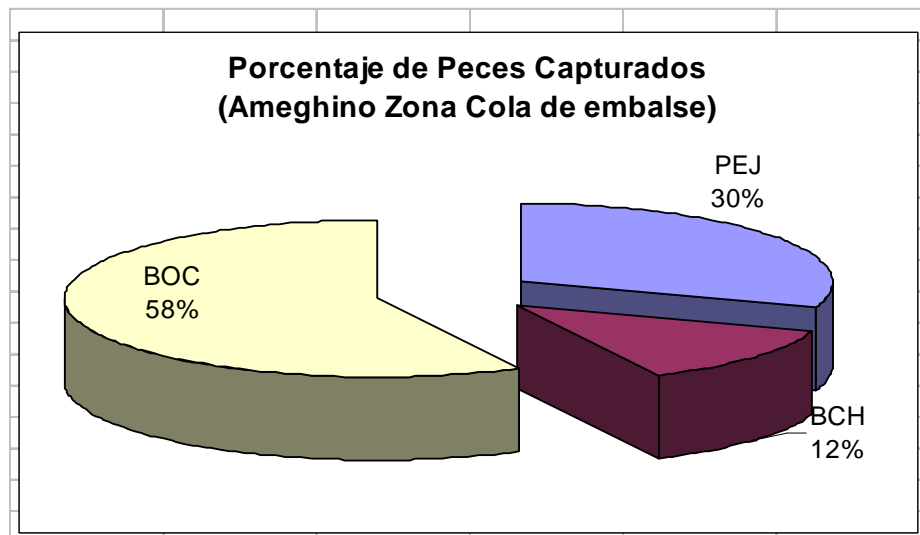 Porcentaje de Peces Capturados
(Ameghino Zona Cola de embalse)
PEJ
30%
BOC
58%
BCH
12%